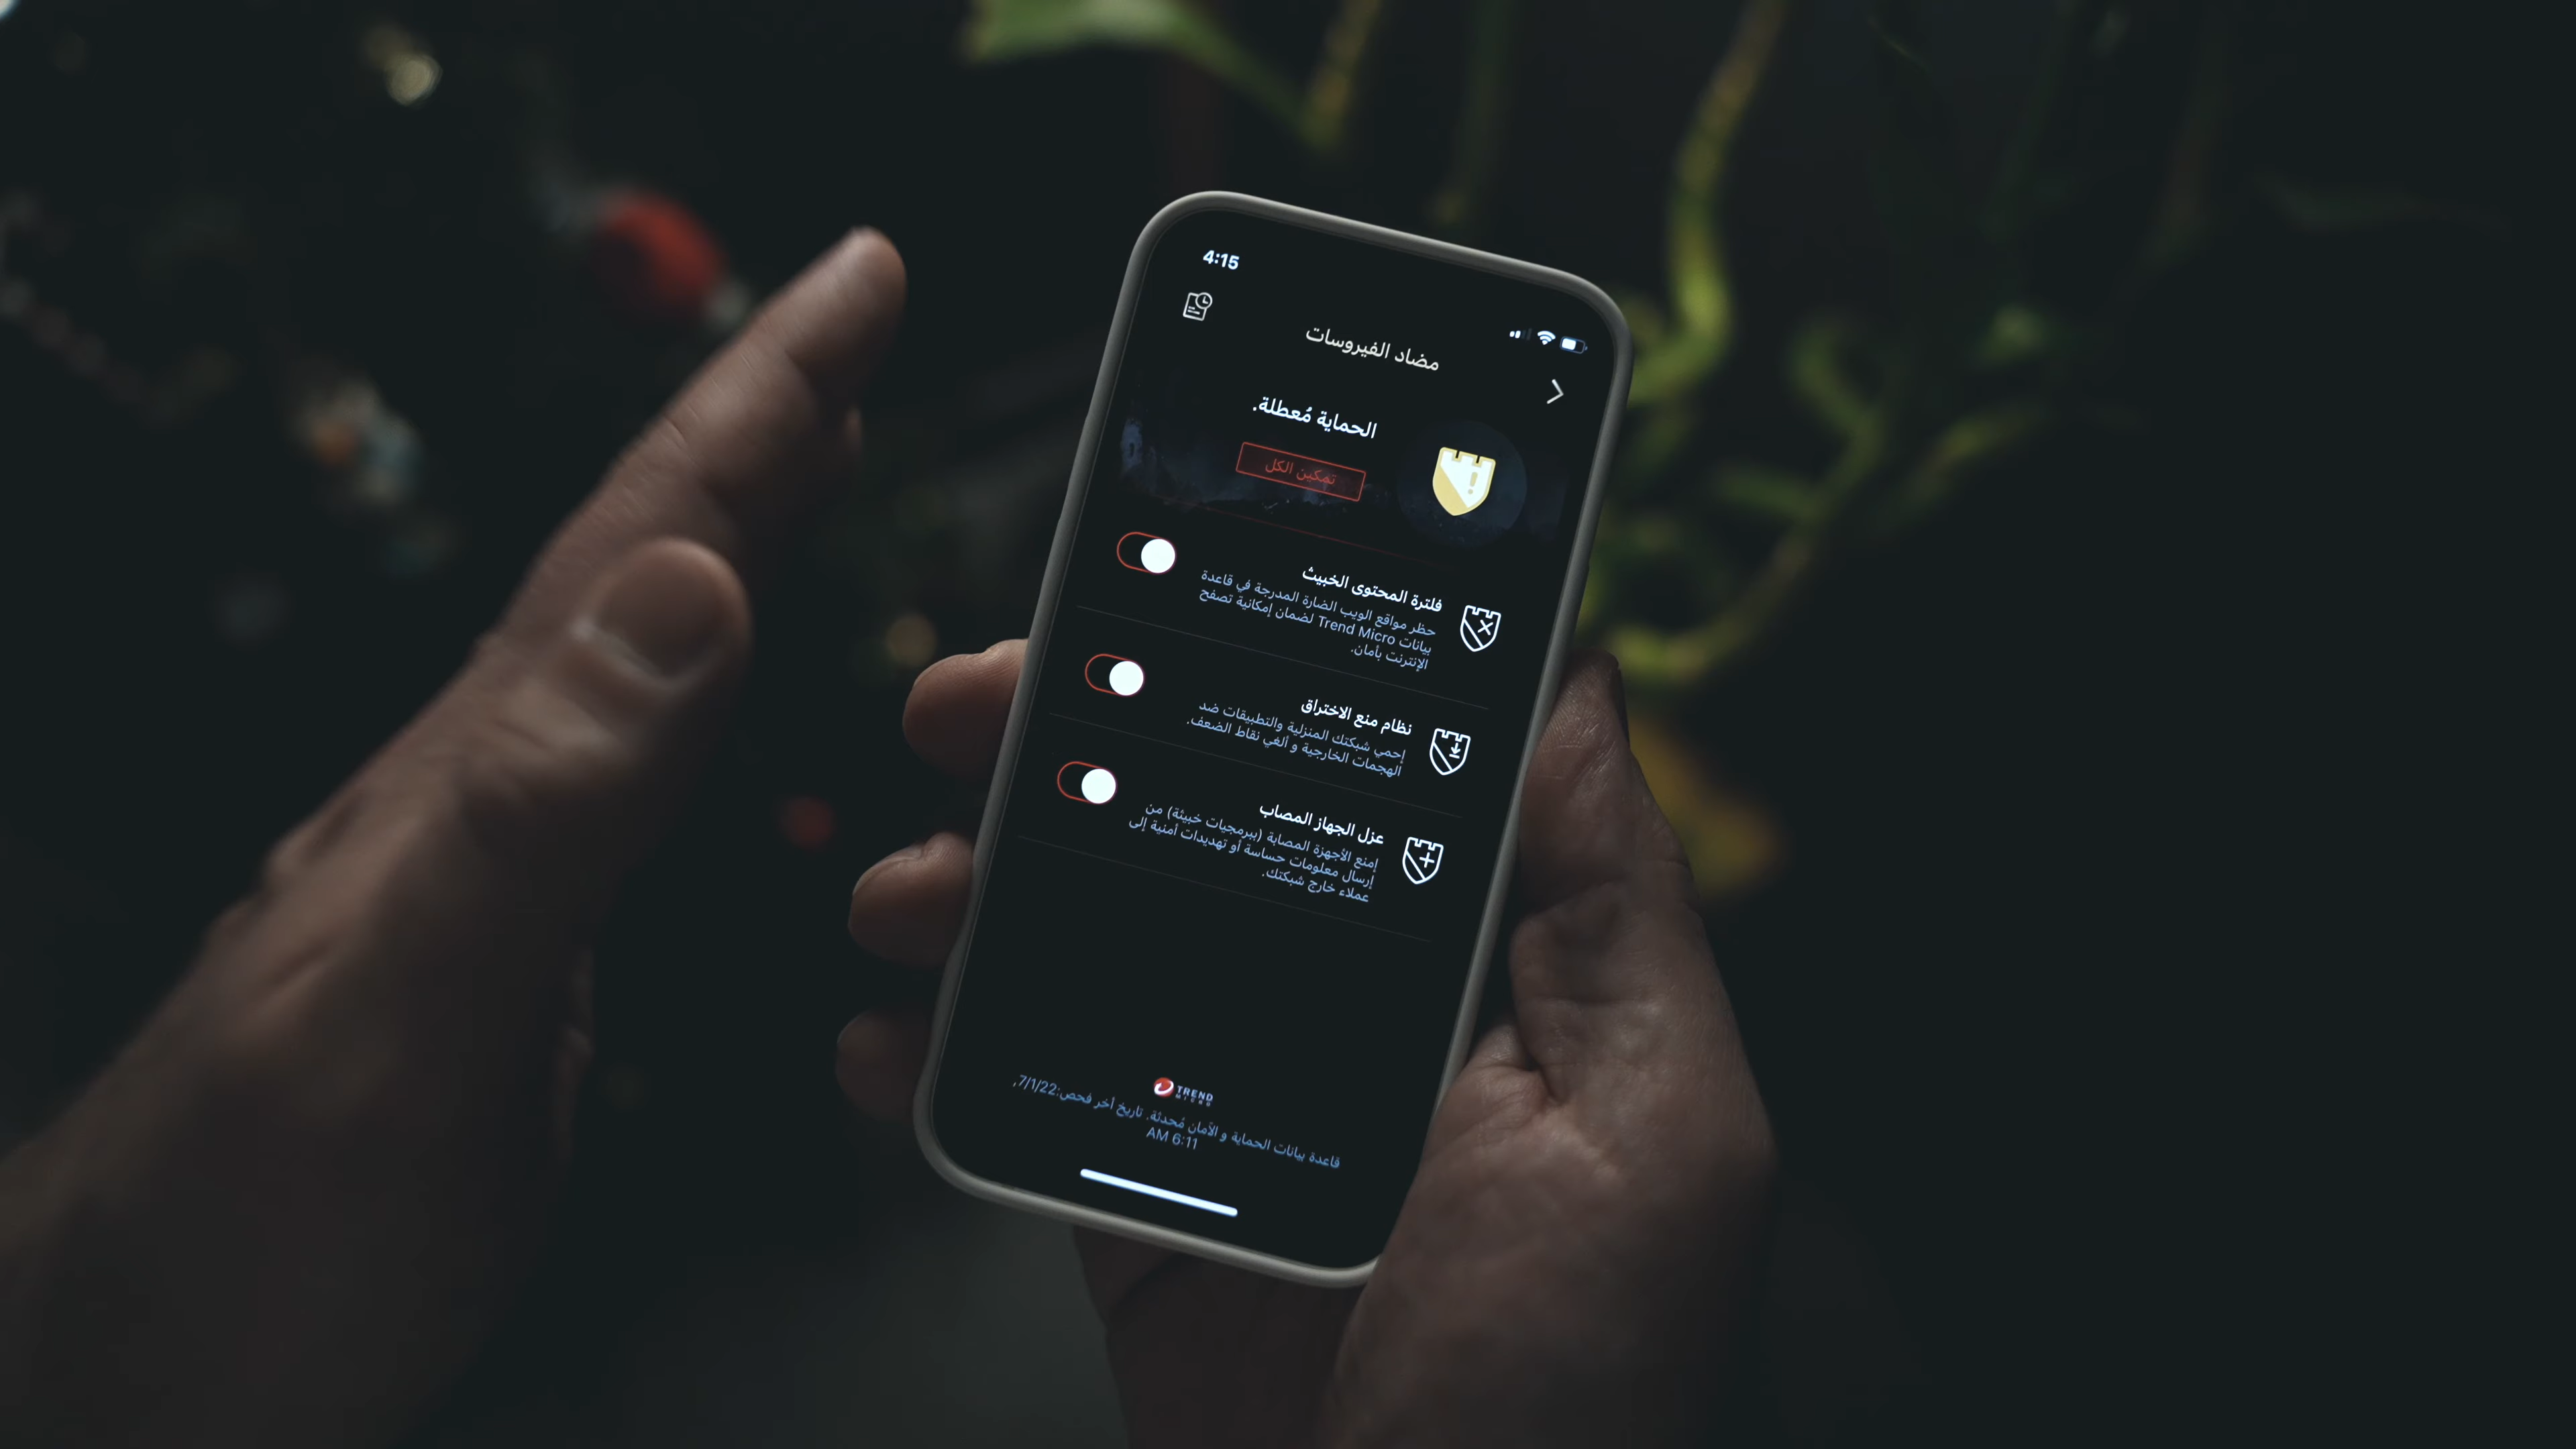 4:15
مضاد الفيروسات
الحماية مُعطلة.
تمكين الكل
فلترة المحتوى الخبيث
حظر مواقع الويب الضارة المدرجة في قاعدة
بيانات Trend Micro لضمان إمكانية تصفح
الإنترنت بأمان.
نظام منع الاختراق
إحمي شبكتك المنزلية والتطبيقات ضد
الهجمات الخارجية و ألغي نقاط الضعف.
عزل الجهاز المصاب
إمنع الأجهزة المصابة (ببرمجيات خبيثة) من
إرسال معلومات حساسة أو تهديدات أمنية إلى
عملاء خارج شبكتك.
TREND
MICRO
قاعدة بيانات الحماية و الأمان مُحدثة. تاريخ آخر فحص:7/1/22,
6:11 AM